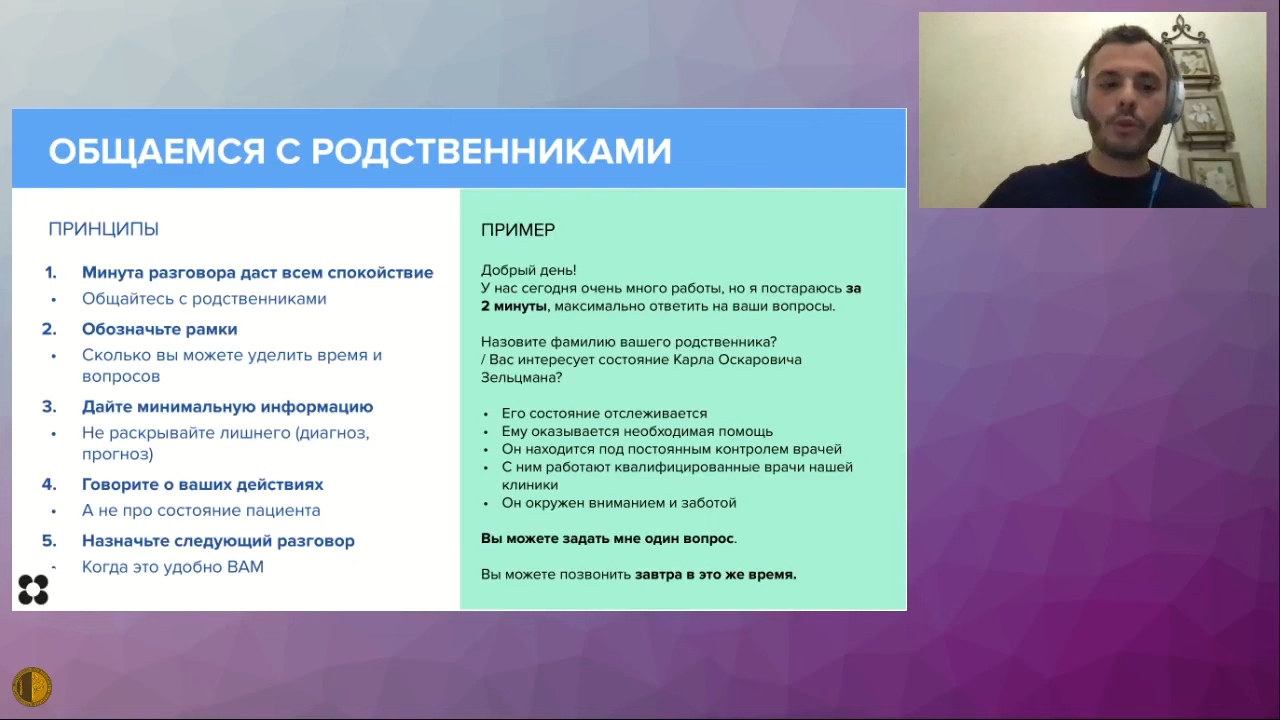 ОБЩАЕМСЯ С РОДСТВЕННИКАМИ
ПРИНЦИПЫ
1. Минута разговора даст всем спокойствие
• Общайтесь с родственниками
2. Обозначьте рамки
• Сколько вы можете уделить время и
вопросов
3. Дайте минимальную информацию
• Не раскрывайте лишнего (диагноз,
прогноз)
4. Говорите о ваших действиях
• А не про состояние пациента
5. Назначьте следующий разговор
• Когда это удобно ВАМ
ПРИМЕР
Добрый день!
У нас сегодня очень много работы, но я постараюсь за
2 минуты, максимально ответить на ваши вопросы.
Назовите фамилию вашего родственника?
/ Вас интересует состояние Карла Оскаровича
Зельцмана?
• Его состояние отслеживается
• Ему оказывается необходимая помощь
• Он находится под постоянным контролем врачей
• С ним работают квалифицированные врачи нашей
клиники
• Он окружен вниманием и заботой
Вы можете задать мне один вопрос.
Вы можете позвонить завтра в это же время.